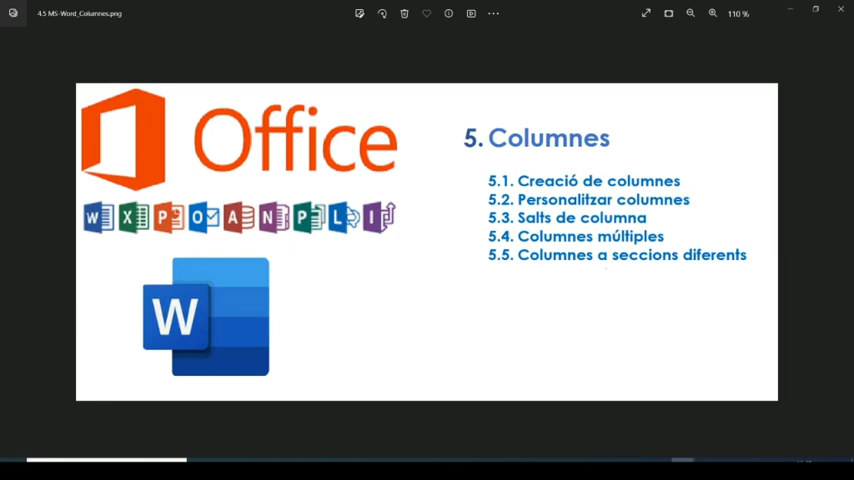 4.5 MS-Word_Columnes.png
110 %
Office
W X P O A N P L I
W
5. Columnes
5.1. Creació de columnes
5.2. Personalitzar columnes
5.3. Salts de columna
5.4. Columnes múltiples
5.5. Columnes a seccions diferents